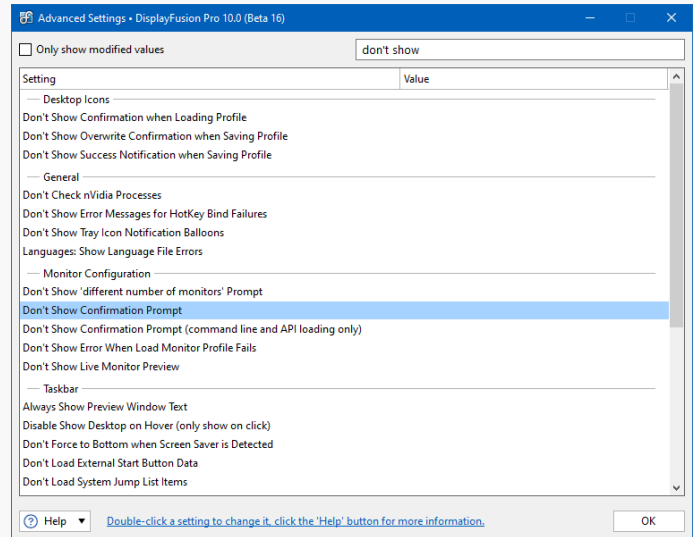 Advanced Settings • DisplayFusion Pro 10.0 (Beta 16)
Only show modified values
don't show
Setting Value
Desktop Icons
Don't Show Confirmation when Loading Profile
Don't Show Overwrite Confirmation when Saving Profile
Don't Show Success Notification when Saving Profile
General
Don't Check nVidia Processes
Don't Show Error Messages for HotKey Bind Failures
Don't Show Tray Icon Notification Balloons
Languages: Show Language File Errors
Monitor Configuration
Don't Show 'different number of monitors' Prompt
Don't Show Confirmation Prompt
Don't Show Confirmation Prompt (command line and API loading only)
Don't Show Error When Load Monitor Profile Fails
Don't Show Live Monitor Preview
Taskbar
Always Show Preview Window Text
Disable Show Desktop on Hover (only show on click)
Don't Force to Bottom when Screen Saver is Detected
Don't Load External Start Button Data
Don't Load System Jump List Items
Help Double-click a setting to change it, click the 'Help' button for more information. OK